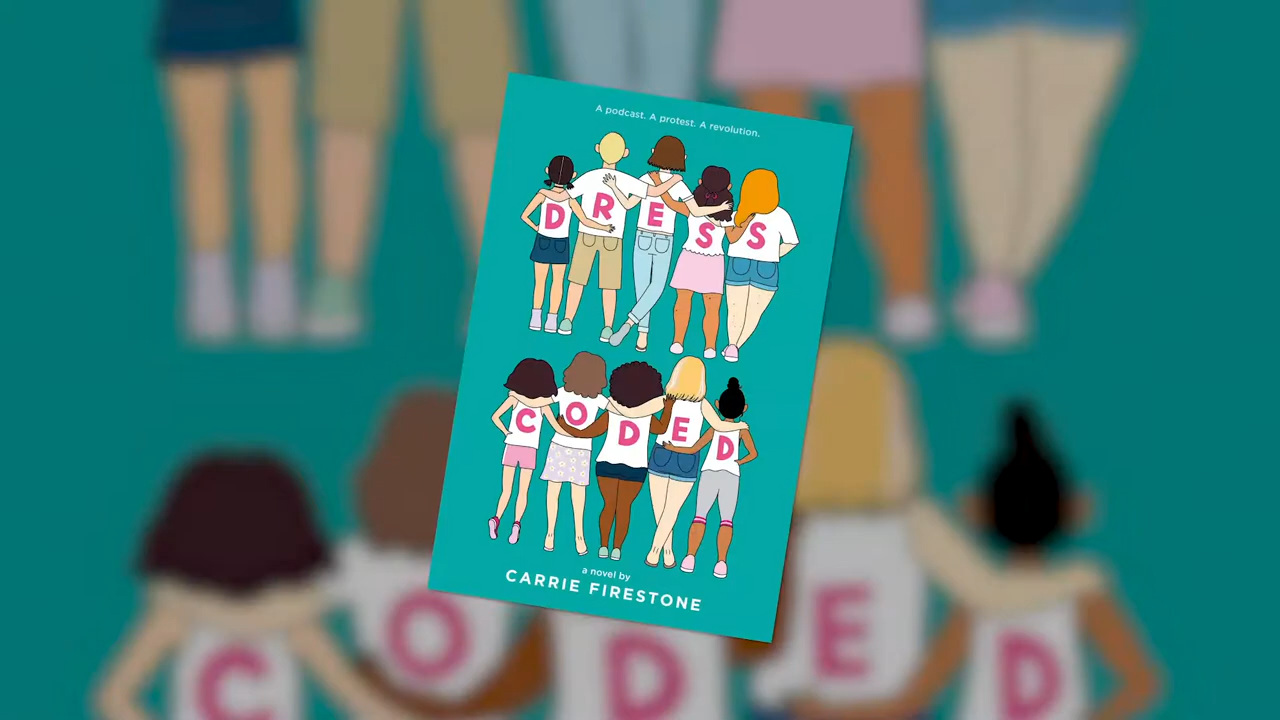 A podcast. A protest. A revolution.
DRESS
CODED
a novel by
CARRIE FIRESTONE
C O D E D